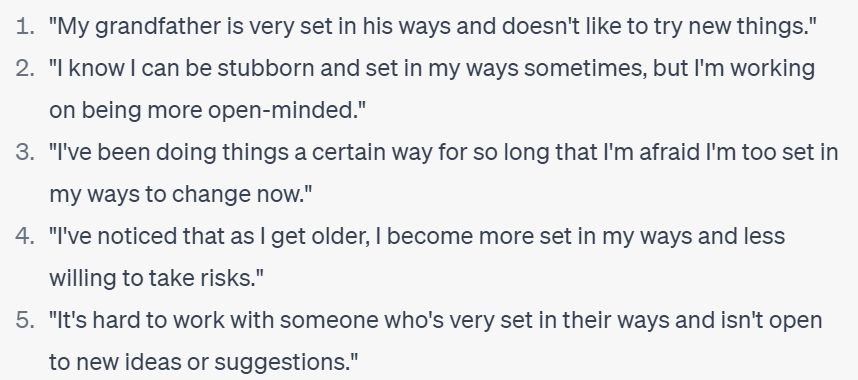 1. "My grandfather is very set in his ways and doesn't like to try new things."
2. "I know I can be stubborn and set in my ways sometimes, but I'm working
on being more open-minded."
3. "I've been doing things a certain way for so long that I'm afraid I'm too set in
my ways to change now."
4. "I've noticed that as I get older, I become more set in my ways and less
willing to take risks."
5. "It's hard to work with someone who's very set in their ways and isn't open
to new ideas or suggestions."